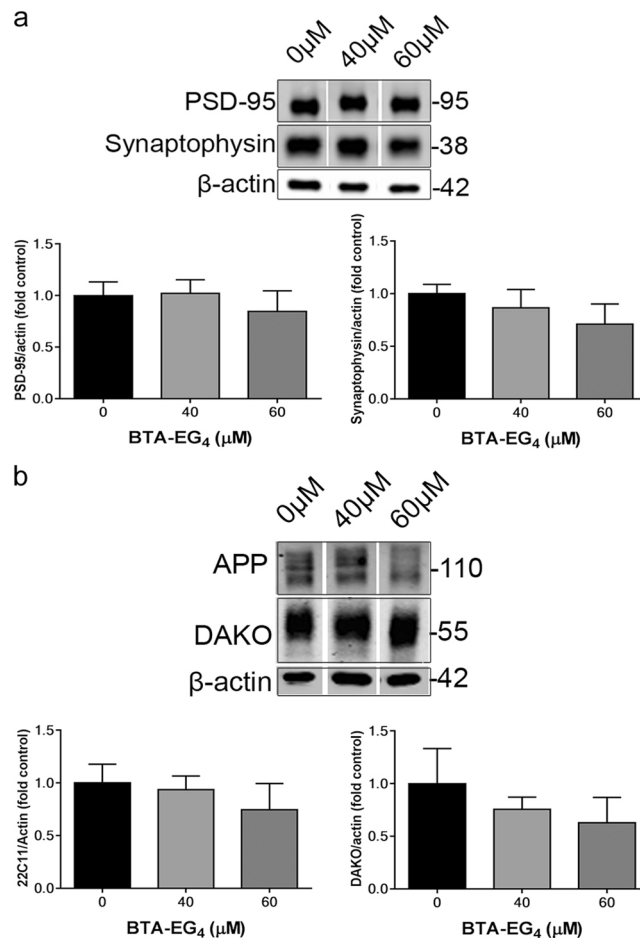 a
0μM 40μM 60μM
PSD-95 -95
Synaptophysin -38
β-actin -42
PSD-95/actin (fold control)
1.5
1.0
0.5
0.0
0 40 60
BTA-EG4 (μM)
Synaptophysin/actin (fold control)
1.5
1.0
0.5
0.0
0 40 60
BTA-EG4 (μM)
b
0μM 40μM 60μM
APP -110
DAKO -55
β-actin -42
22C11/Actin (fold control)
1.5
1.0
0.5
0.0
0 40 60
BTA-EG4 (μM)
DAKO/actin (fold control)
1.5
1.0
0.5
0.0
0 40 60
BTA-EG4 (μM)